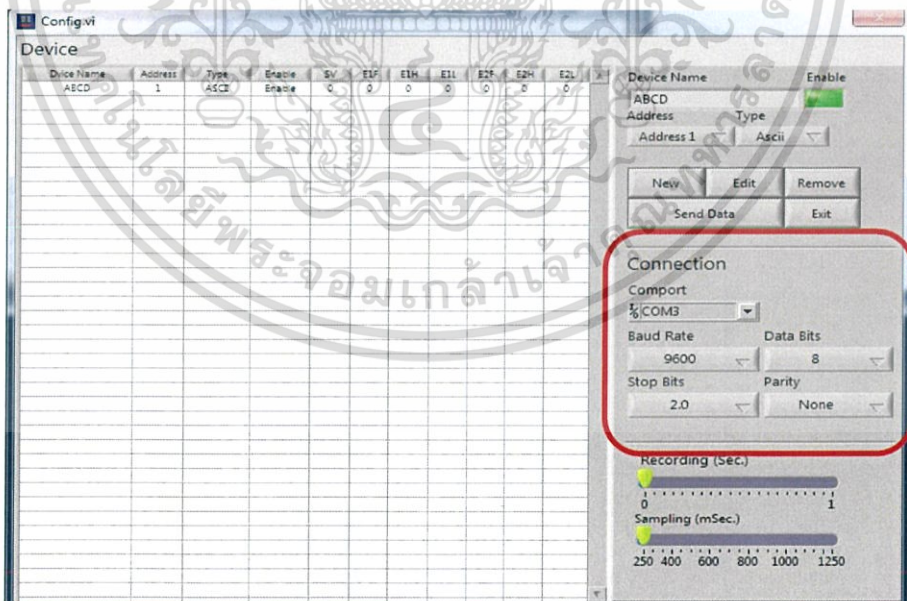 Config.vi
Device
Dvice Name Address Type Enable SV E1F E1H E1L E2F E2H E2L
ABCD 1 ASCII Enable 0 0 0 0 0 0 0
Device Name Enable
ABCD
Address Type
Address 1 Ascii
New Edit Remove
Send Data Exit
Connection
Comport
COM3
Baud Rate Data Bits
9600 8
Stop Bits Parity
2.0 None
Recording (Sec.)
0 1
Sampling (mSec.)
250 400 600 800 1000 1250